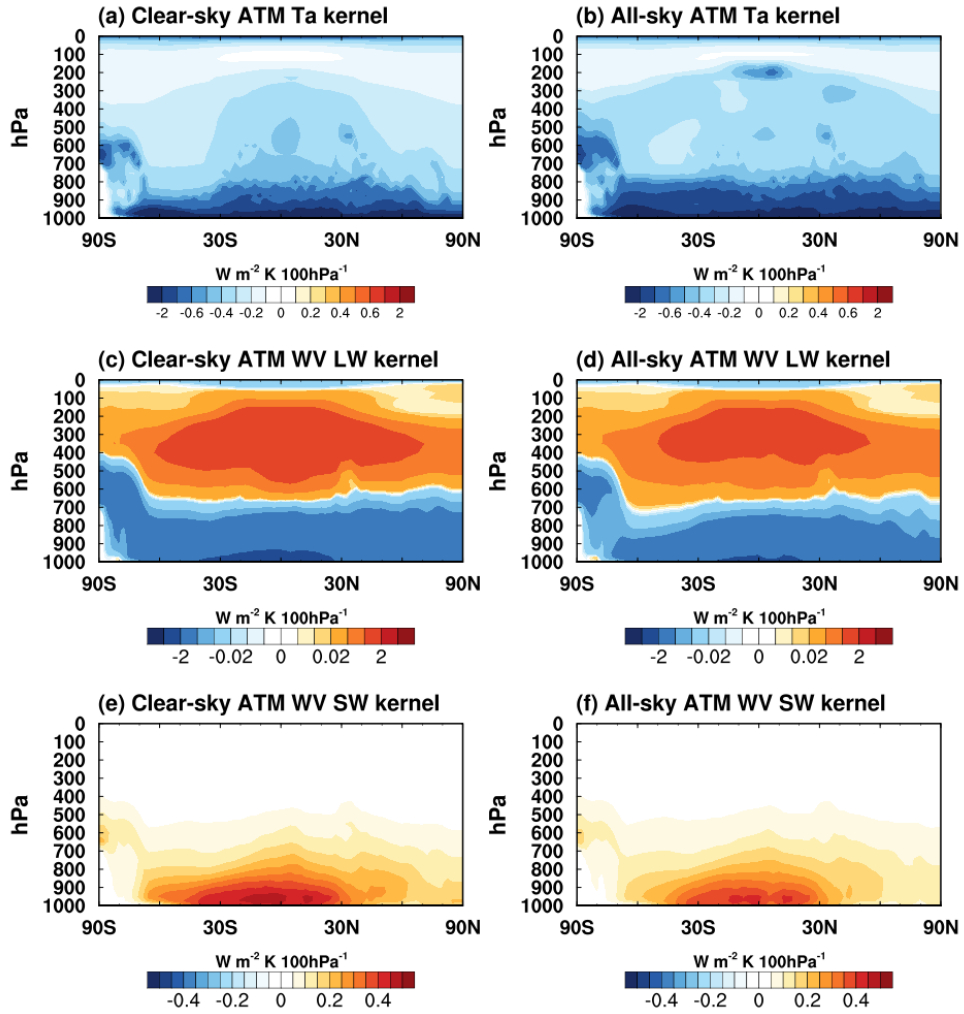 (a) Clear-sky ATM Ta kernel
(b) All-sky ATM Ta kernel
hPa
0
100
200
300
400
500
600
700
800
900
1000
90S 30S 30N 90N
W m-2 K 100hPa-1
-2 -0.6 -0.4 -0.2 0 0.2 0.4 0.6 2
hPa
0
100
200
300
400
500
600
700
800
900
1000
90S 30S 30N 90N
W m-2 K 100hPa-1
-2 -0.6 -0.4 -0.2 0 0.2 0.4 0.6 2
(c) Clear-sky ATM WV LW kernel
(d) All-sky ATM WV LW kernel
hPa
0
100
200
300
400
500
600
700
800
900
1000
90S 30S 30N 90N
W m-2 K 100hPa-1
-2 -0.02 0 0.02 2
hPa
0
100
200
300
400
500
600
700
800
900
1000
90S 30S 30N 90N
W m-2 K 100hPa-1
-2 -0.02 0 0.02 2
(e) Clear-sky ATM WV SW kernel
(f) All-sky ATM WV SW kernel
hPa
0
100
200
300
400
500
600
700
800
900
1000
90S 30S 30N 90N
W m-2 K 100hPa-1
-0.4 -0.2 0 0.2 0.4
hPa
0
100
200
300
400
500
600
700
800
900
1000
90S 30S 30N 90N
W m-2 K 100hPa-1
-0.4 -0.2 0 0.2 0.4